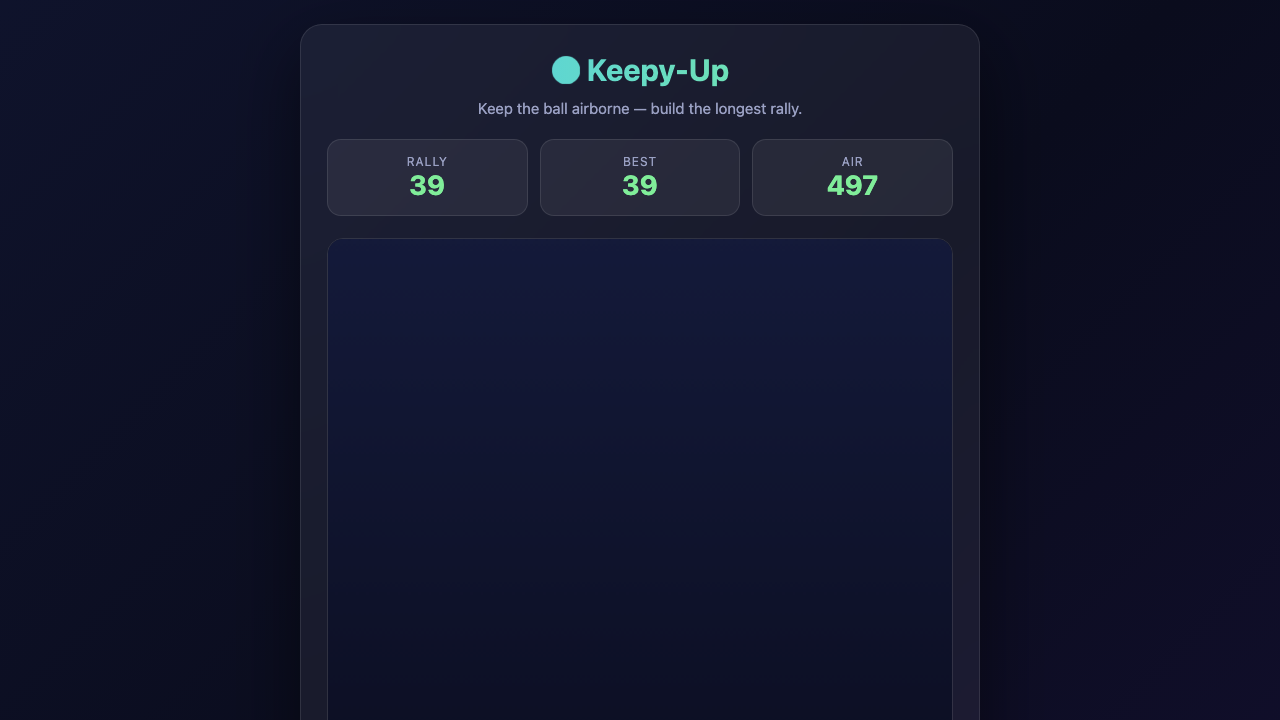 Keepy-Up
Keep the ball airborne — build the longest rally.
RALLY
39
BEST
39
AIR
497